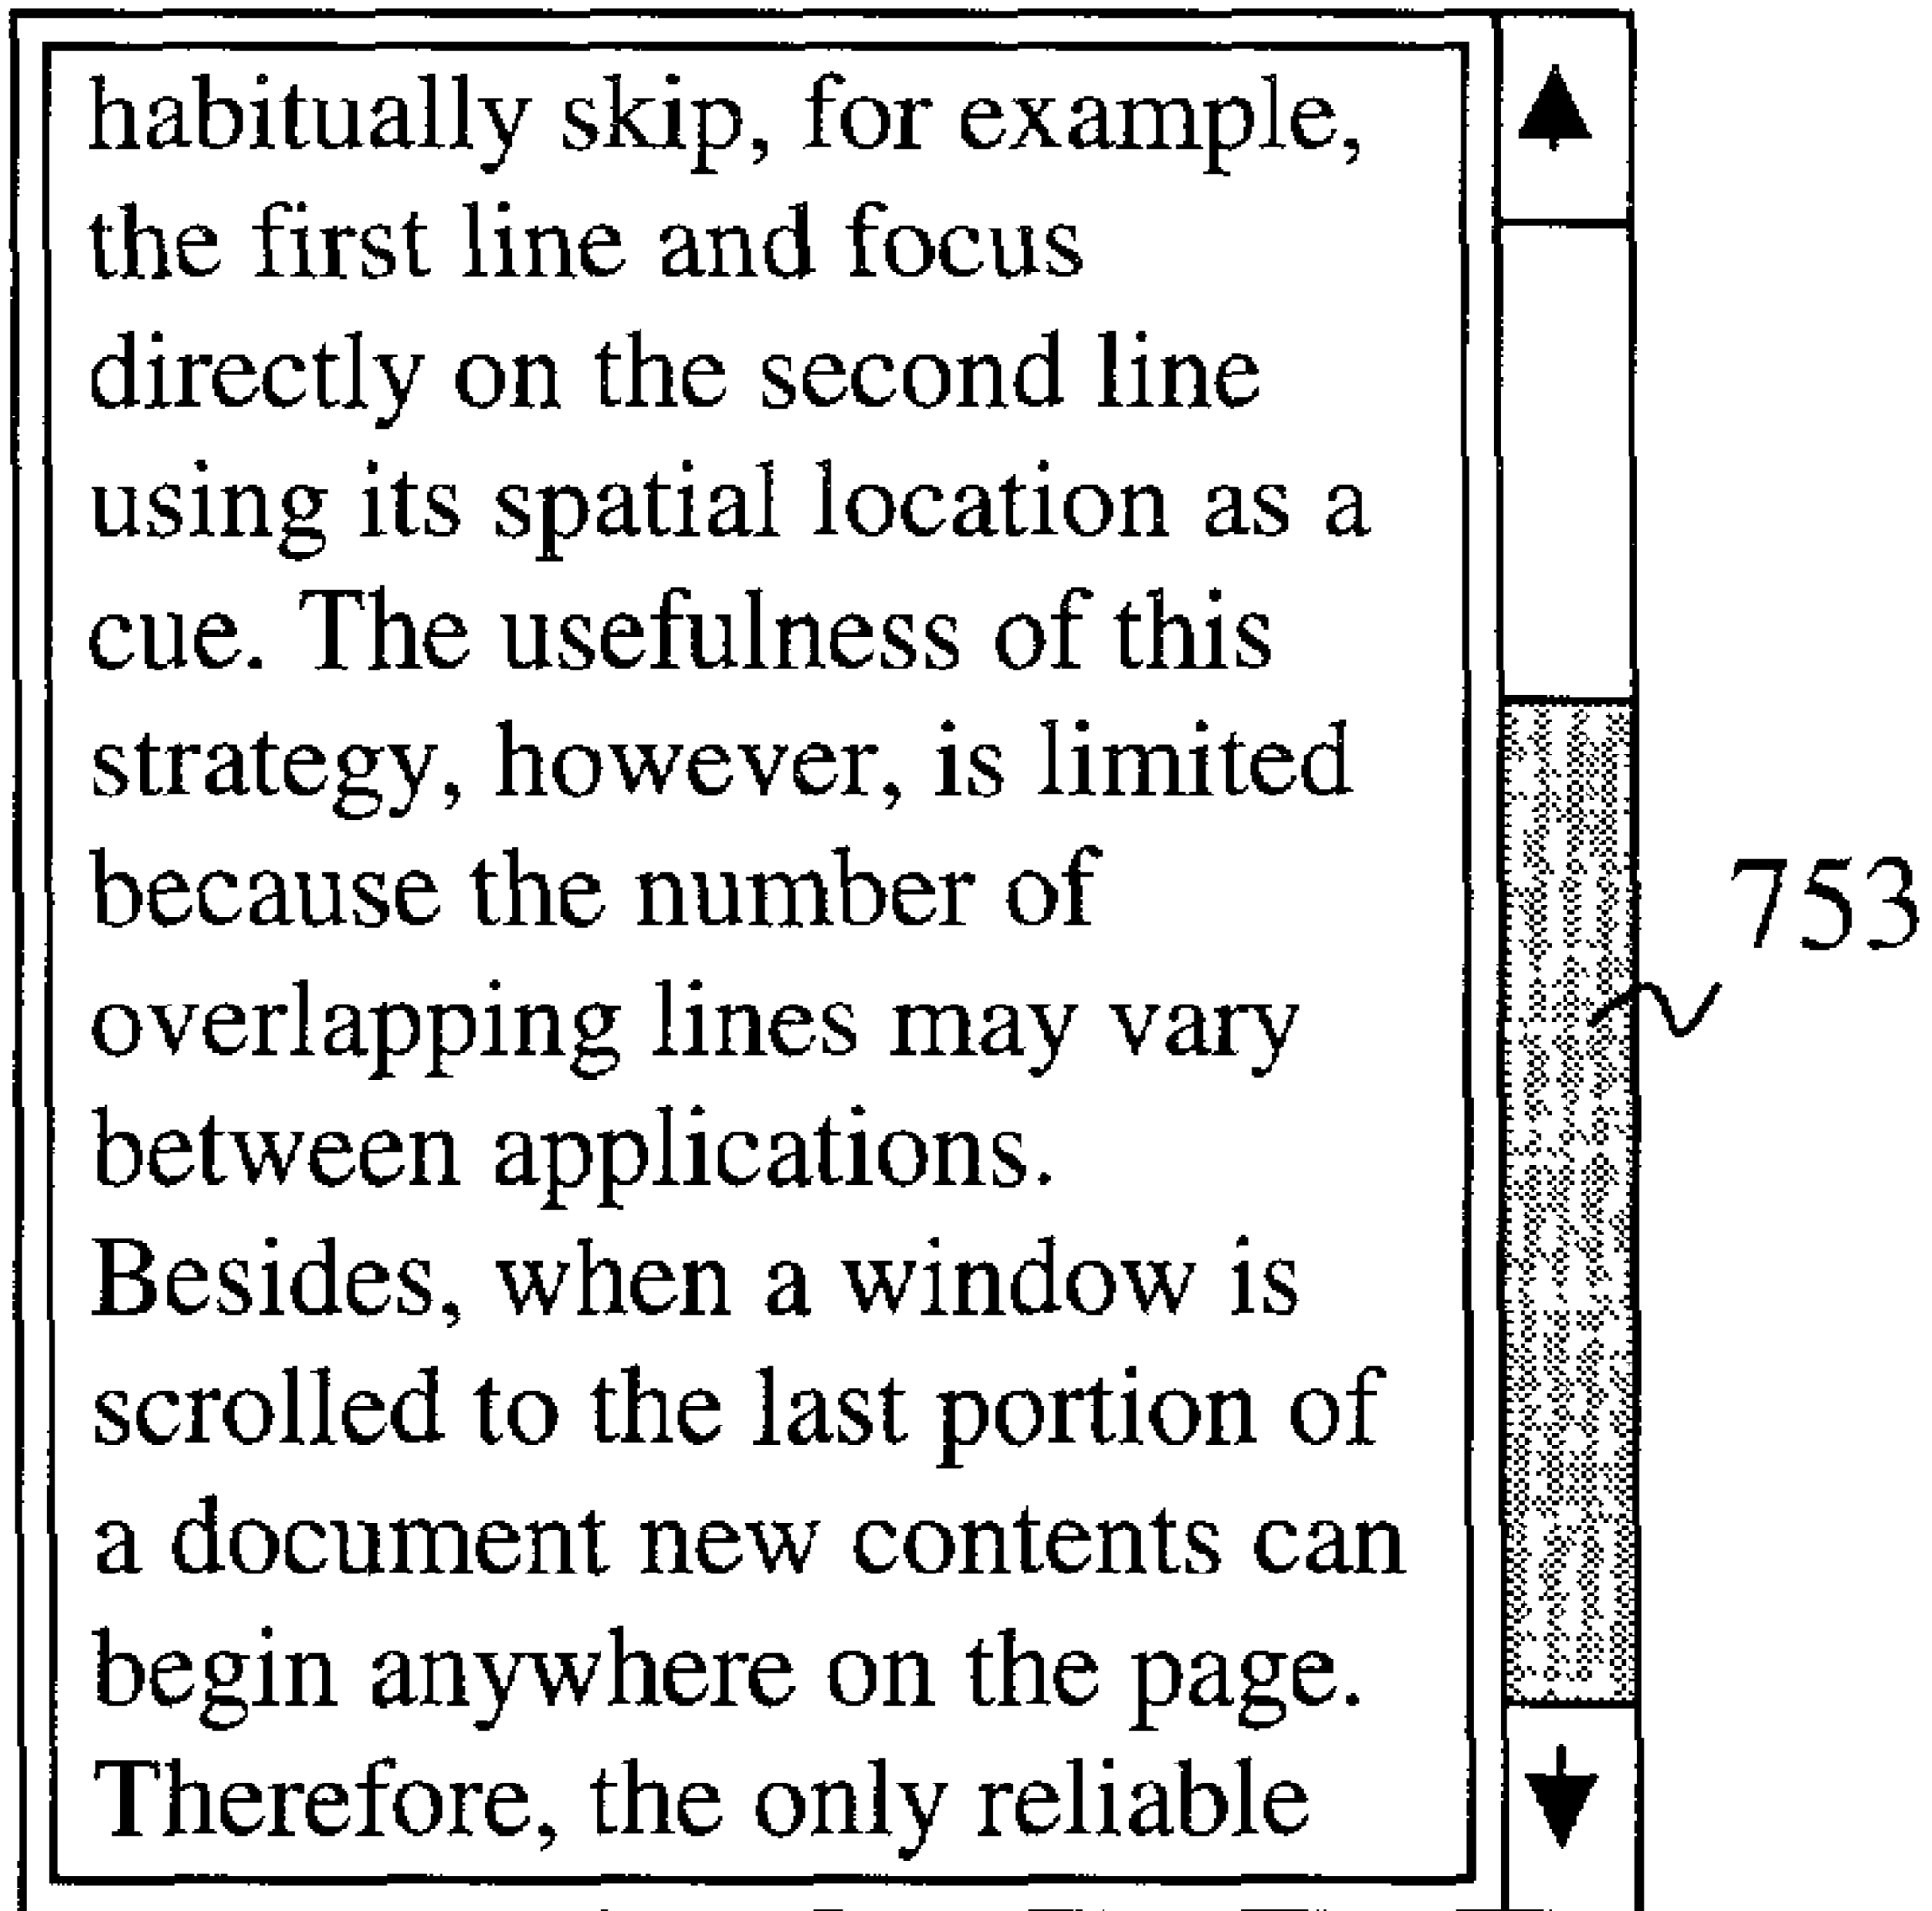 habitually skip, for example,
the first line and focus
directly on the second line
using its spatial location as a
cue. The usefulness of this
strategy, however, is limited
because the number of
overlapping lines may vary
between applications.
Besides, when a window is
scrolled to the last portion of
a document new contents can
begin anywhere on the page.
Therefore, the only reliable
753